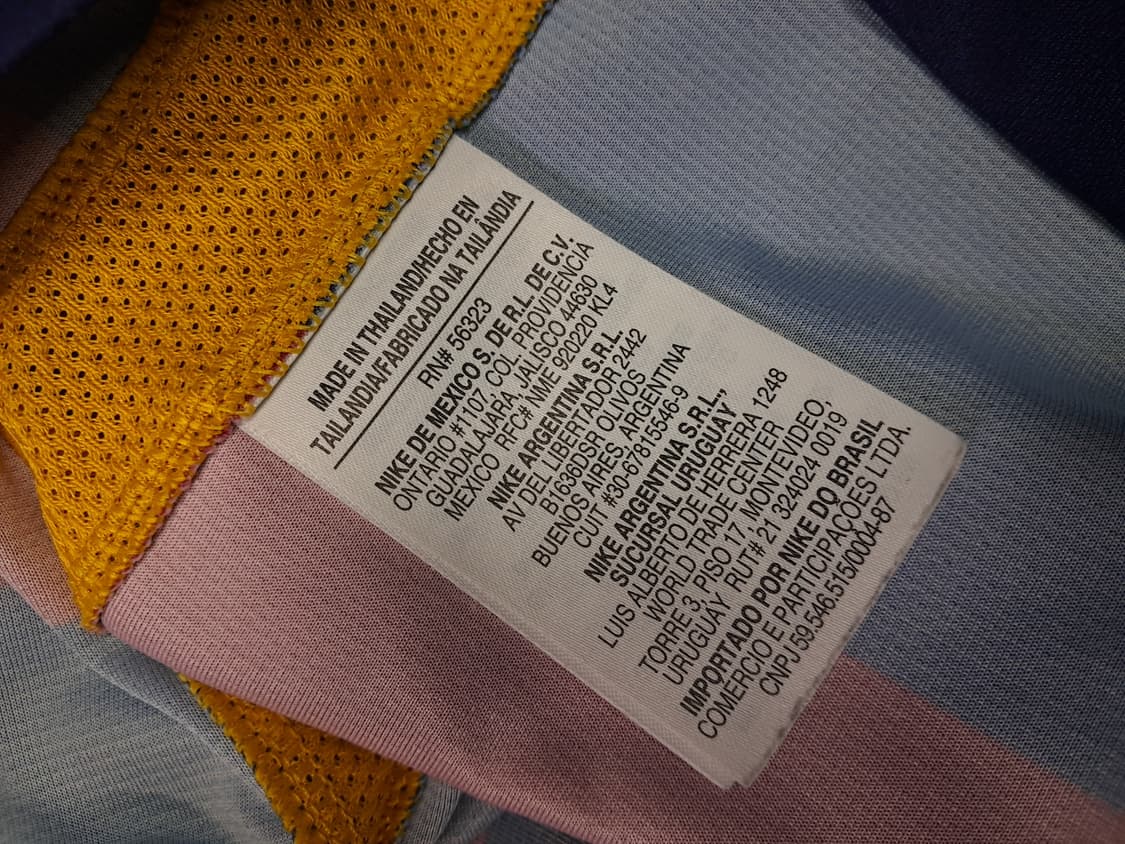 MADE IN THAILAND/HECHO EN
TAILANDIA/FABRICADO NA TAILÂNDIA
RN# 56323
NIKE DE MEXICO S. DE R.L. DE C.V.
ONTARIO #1107, COL. PROVIDENCIA
GUADALAJARA, JALISCO 44630
MEXICO RFC# NME 920220 KL4
NIKE ARGENTINA S.R.L.
AV DEL LIBERTADOR 2442
B1636DSR OLIVOS
BUENOS AIRES, ARGENTINA
CUIT #30-67815546-9
NIKE ARGENTINA S.R.L.,
SUCURSAL URUGUAY
LUIS ALBERTO DE HERRERA 1248
WORLD TRADE CENTER
TORRE 3, PISO 17, MONTEVIDEO,
URUGUAY RUT# 21 324024 0019
IMPORTADO POR NIKE DO BRASIL
COMERCIO E PARTICIPAÇÕES LTDA.
CNPJ 59.546.515/0004-87